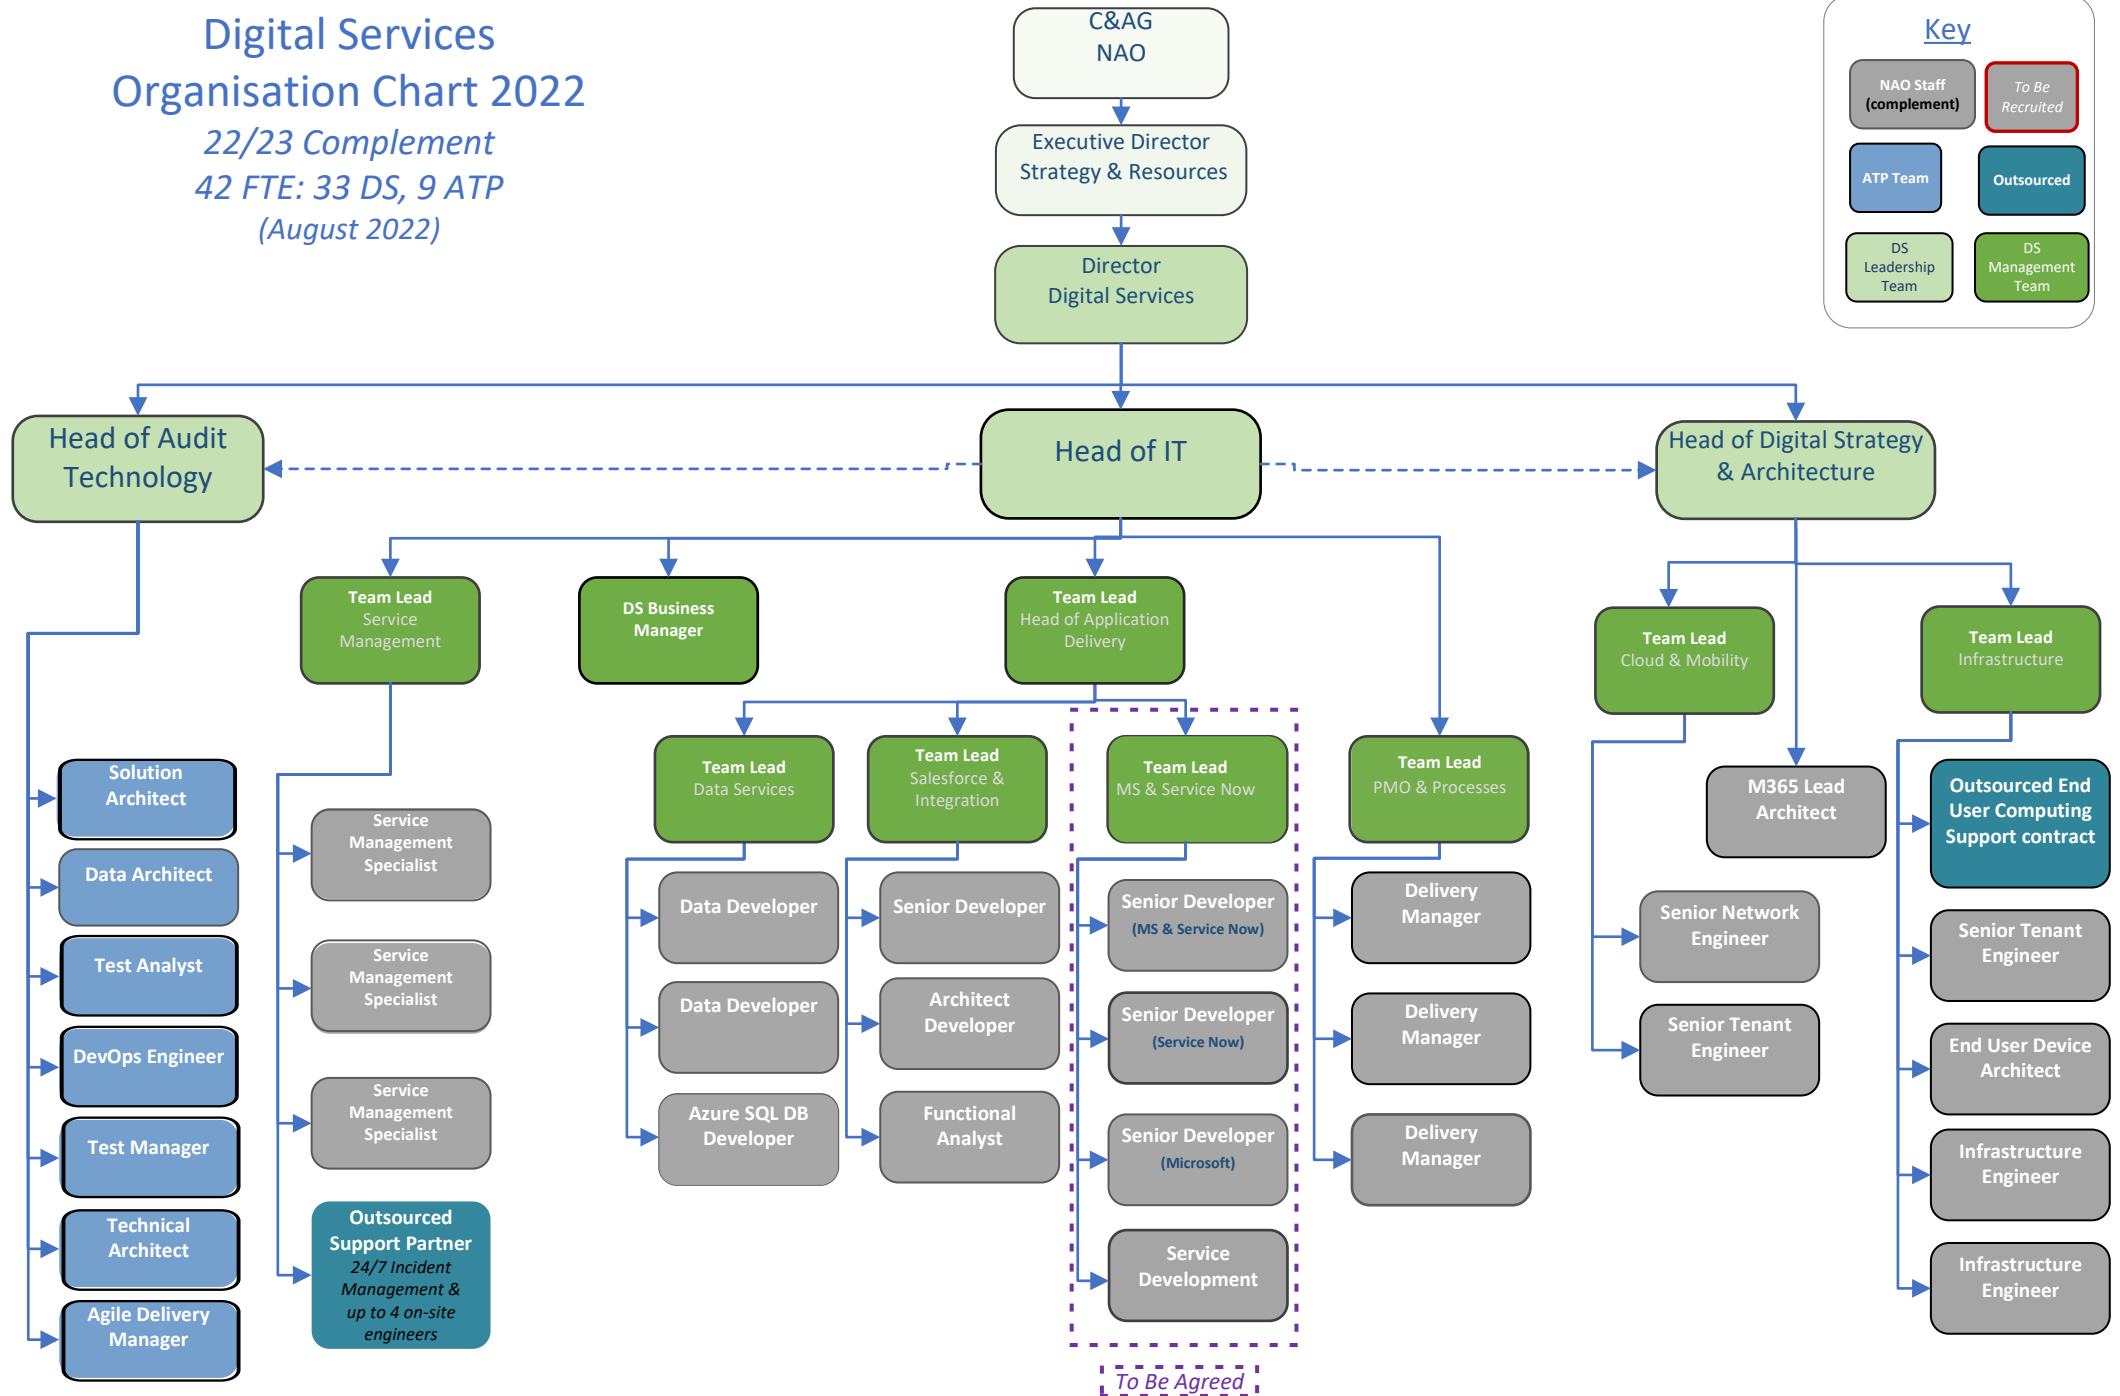 Digital Services
Organisation Chart 2022
22/23 Complement
42 FTE: 33 DS, 9 ATP
(August 2022)
C&AG
NAO
Executive Director
Strategy & Resources
Director
Digital Services
Key
NAO Staff
(complement)
To Be
Recruited
ATP Team
Outsourced
DS
Leadership
Team
DS
Management
Team
Head of Audit
Technology
Head of IT
Head of Digital Strategy
& Architecture
Team Lead
Service
Management
DS Business
Manager
Team Lead
Head of Application
Delivery
Team Lead
Cloud & Mobility
Team Lead
Infrastructure
Team Lead
Data Services
Team Lead
Salesforce &
Integration
Team Lead
MS & Service Now
Team Lead
PMO & Processes
Solution
Architect
Data Architect
Test Analyst
DevOps Engineer
Test Manager
Technical
Architect
Agile Delivery
Manager
Service
Management
Specialist
Service
Management
Specialist
Service
Management
Specialist
Outsourced
Support Partner
24/7 Incident
Management &
up to 4 on-site
engineers
Data Developer
Data Developer
Azure SQL DB
Developer
Senior Developer
Architect
Developer
Functional
Analyst
Senior Developer
(MS & Service Now)
Senior Developer
(Service Now)
Senior Developer
(Microsoft)
Service
Development
To Be Agreed
Delivery
Manager
Delivery
Manager
Delivery
Manager
M365 Lead
Architect
Senior Network
Engineer
Senior Tenant
Engineer
Outsourced End
User Computing
Support contract
Senior Tenant
Engineer
End User Device
Architect
Infrastructure
Engineer
Infrastructure
Engineer